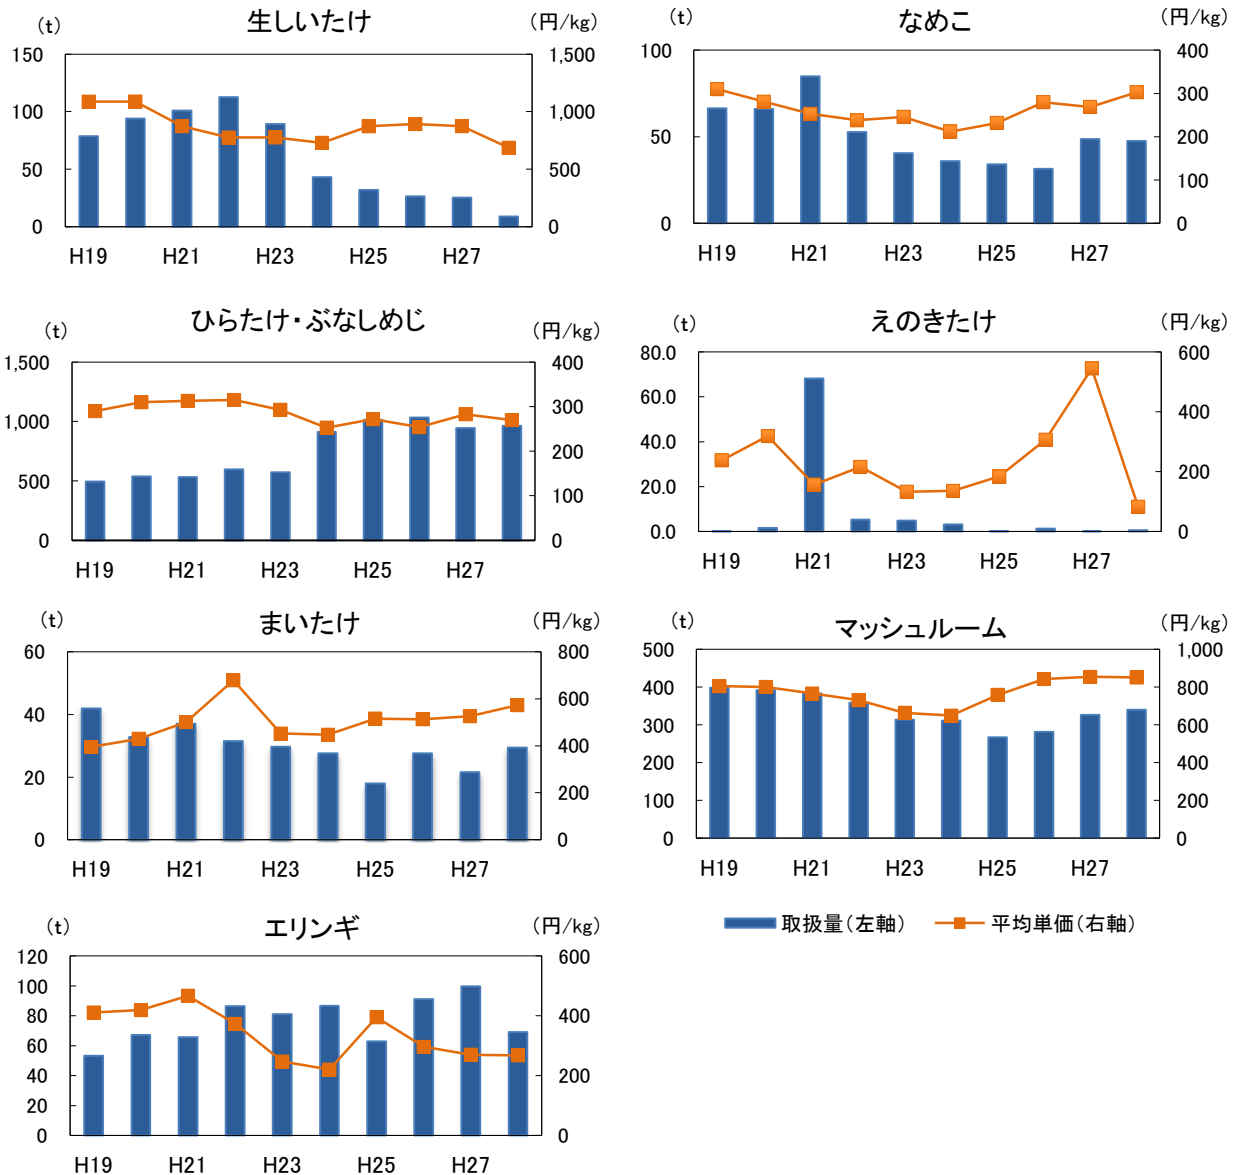 生しいたけ
(t)
(円/kg)
150
100
50
0
1,500
1,000
500
0
H19 H21 H23 H25 H27
なめこ
(t)
(円/kg)
100
50
0
400
300
200
100
0
H19 H21 H23 H25 H27
ひらたけ・ぶなしめじ
(t)
(円/kg)
1,500
1,000
500
0
400
300
200
100
0
H19 H21 H23 H25 H27
えのきたけ
(t)
(円/kg)
80.0
60.0
40.0
20.0
0.0
600
400
200
0
H19 H21 H23 H25 H27
まいたけ
(t)
(円/kg)
60
40
20
0
800
600
400
200
0
H19 H21 H23 H25 H27
マッシュルーム
(t)
(円/kg)
500
400
300
200
100
0
1,000
800
600
400
200
0
H19 H21 H23 H25 H27
取扱量(左軸) 平均単価(右軸)
エリンギ
(t)
(円/kg)
120
100
80
60
40
20
0
600
400
200
0
H19 H21 H23 H25 H27